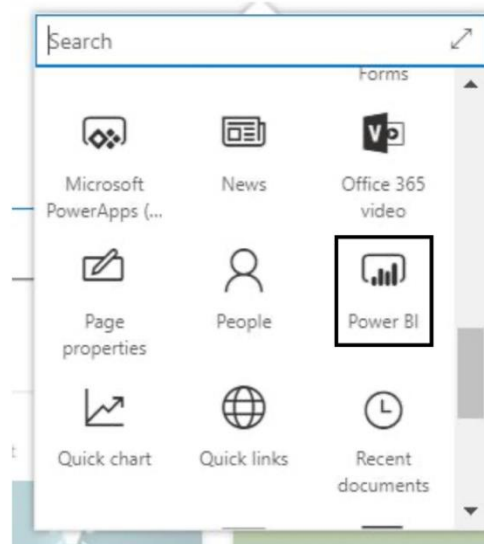 Search
Forms
Microsoft
PowerApps (...
News
Office 365
video
Page
properties
People
Power BI
Quick chart
Quick links
Recent
documents